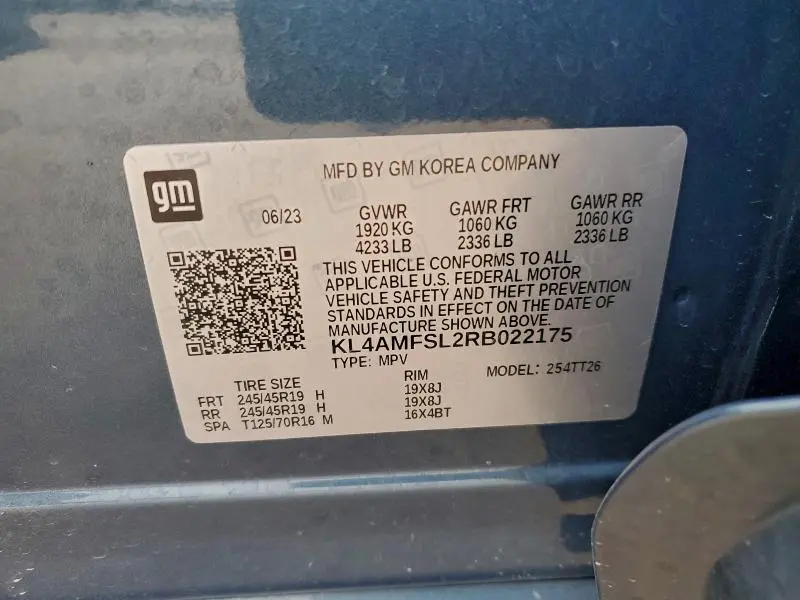 MFD BY GM KOREA COMPANY
gm
06/23
GVWR GAWR FRT GAWR RR
1920 KG 1060 KG 1060 KG
4233 LB 2336 LB 2336 LB
THIS VEHICLE CONFORMS TO ALL
APPLICABLE U.S. FEDERAL MOTOR
VEHICLE SAFETY AND THEFT PREVENTION
STANDARDS IN EFFECT ON THE DATE OF
MANUFACTURE SHOWN ABOVE.
KL4AMFSL2RB022175
TYPE: MPV MODEL: 254TT26
TIRE SIZE RIM
FRT 245/45R19 H 19X8J
RR 245/45R19 H 19X8J
SPA T125/70R16 M 16X4BT